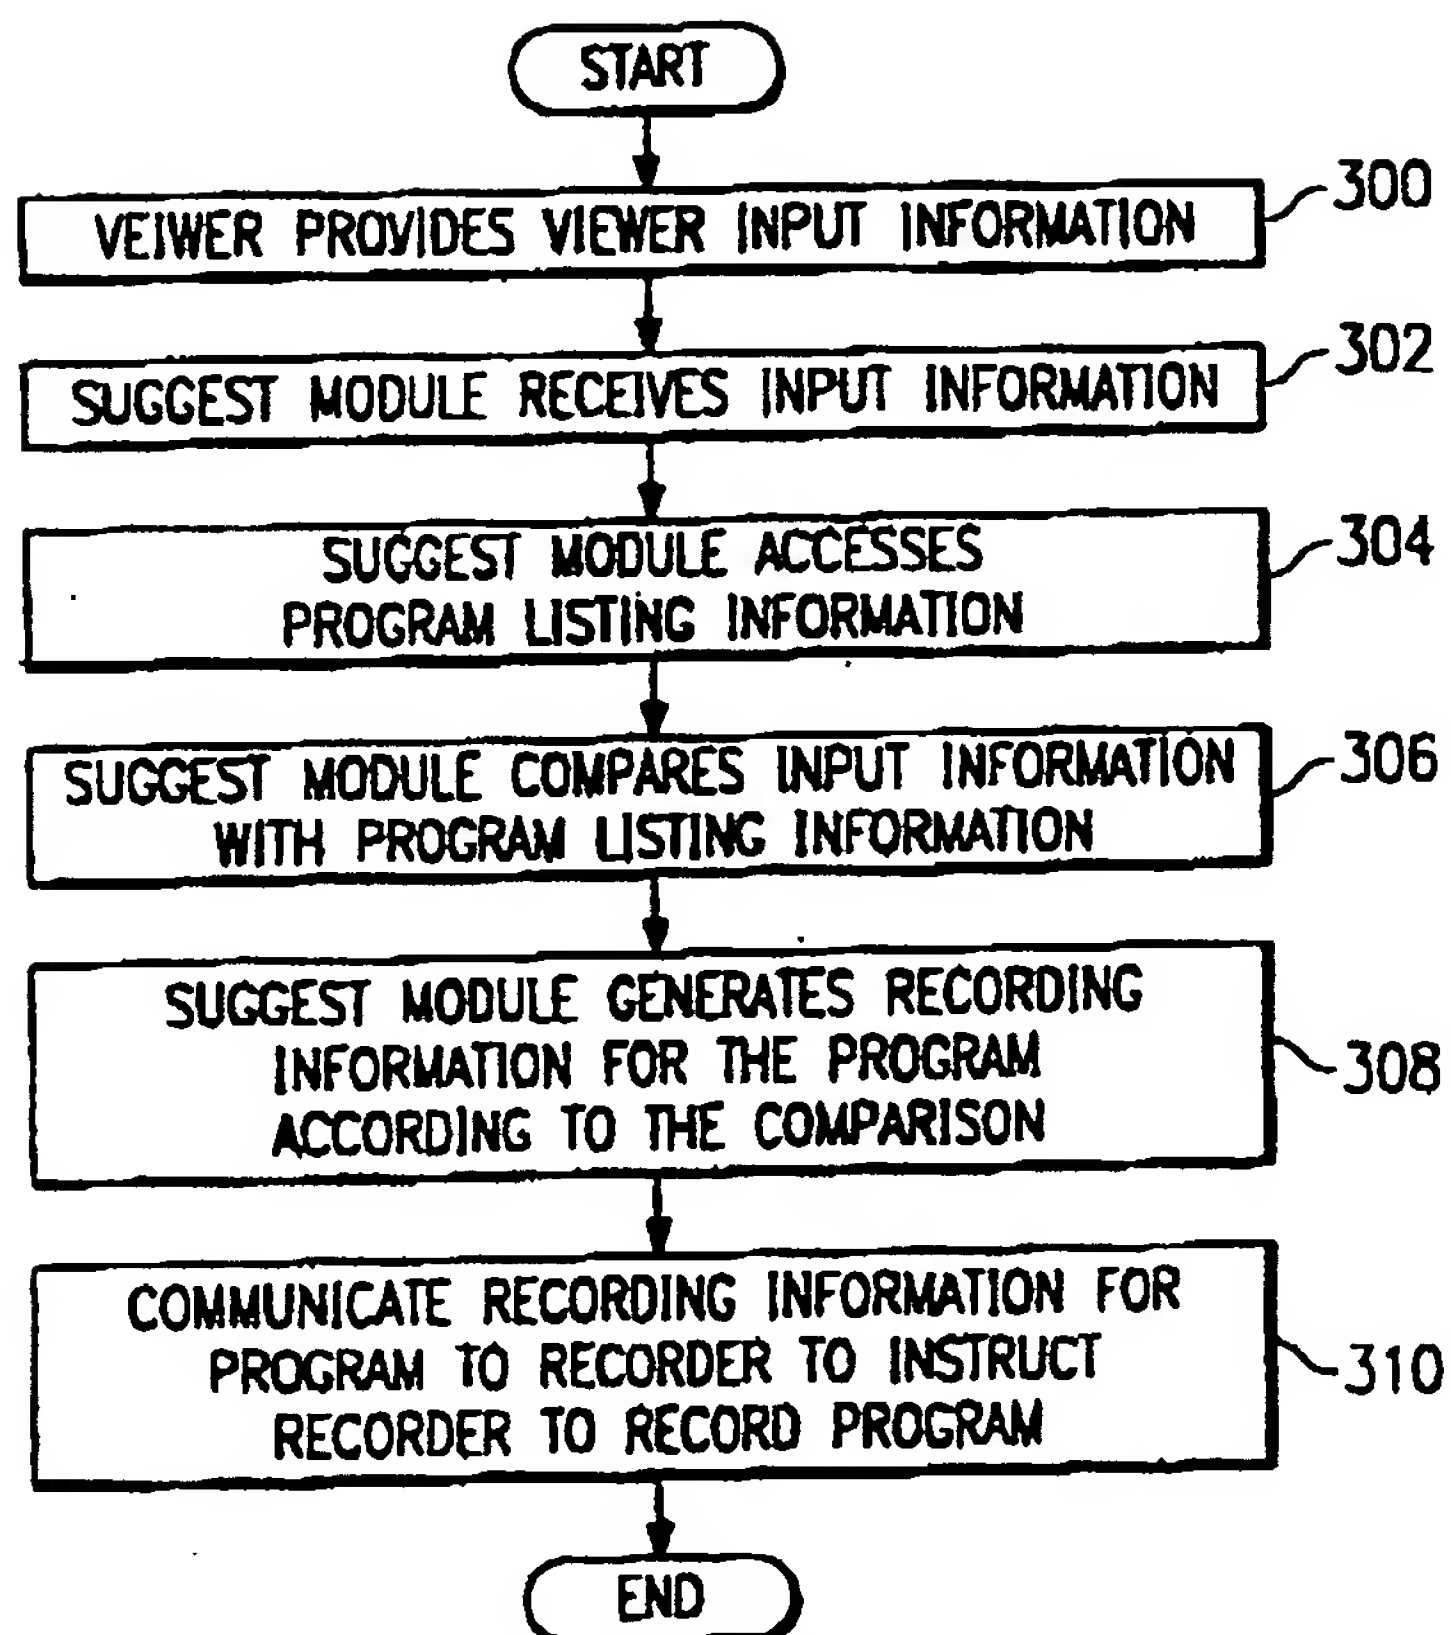 START
VEIWER PROVIDES VIEWER INPUT INFORMATION
300
SUGGEST MODULE RECEIVES INPUT INFORMATION
302
SUGGEST MODULE ACCESSES
PROGRAM LISTING INFORMATION
304
SUGGEST MODULE COMPARES INPUT INFORMATION
WITH PROGRAM LISTING INFORMATION
306
SUGGEST MODULE GENERATES RECORDING
INFORMATION FOR THE PROGRAM
ACCORDING TO THE COMPARISON
308
COMMUNICATE RECORDING INFORMATION FOR
PROGRAM TO RECORDER TO INSTRUCT
RECORDER TO RECORD PROGRAM
310
END